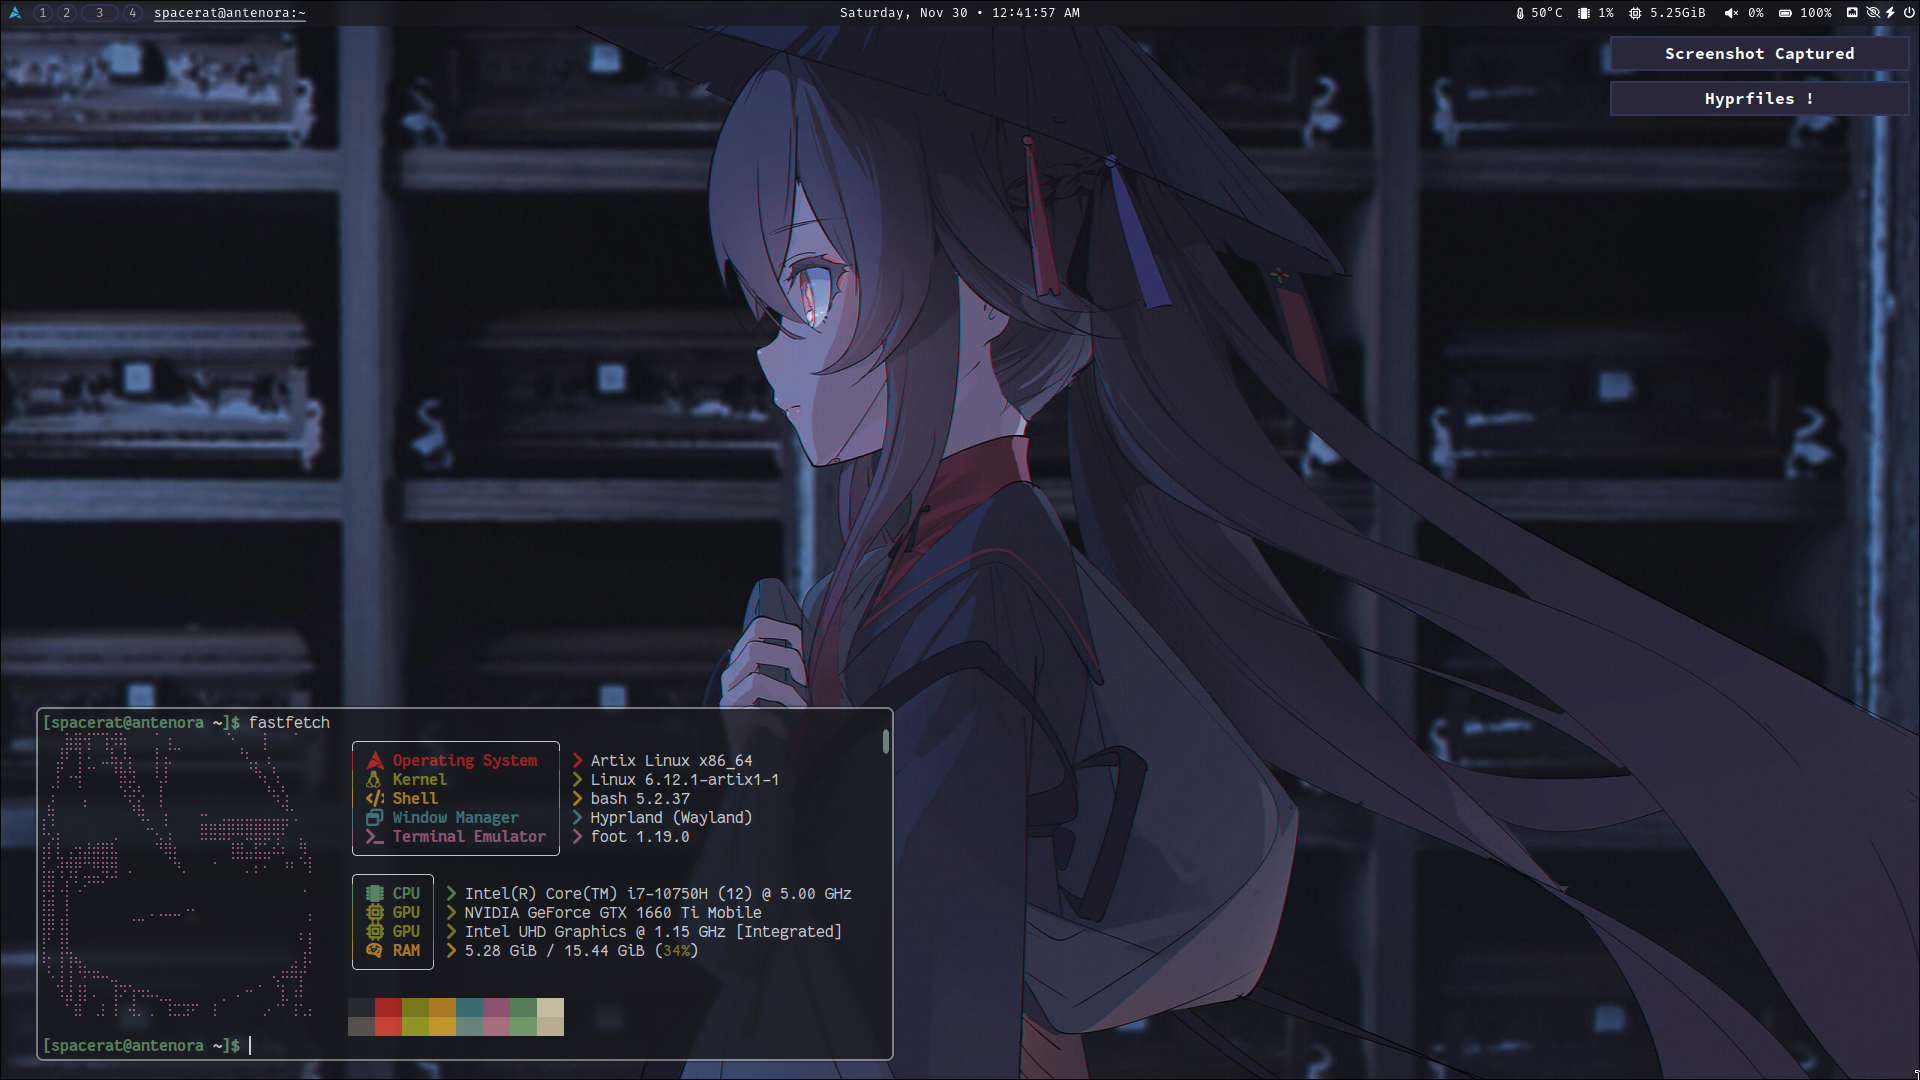 1 2 3 4 spacerat@antenora:~
Saturday, Nov 30 • 12:41:57 AM
50°C 1% 5.25GiB 0% 100%
Screenshot Captured
Hyprfiles !
[spacerat@antenora ~]$ fastfetch
Operating System Artix Linux x86_64
Kernel Linux 6.12.1-artix1-1
Shell bash 5.2.37
Window Manager Hyprland (Wayland)
Terminal Emulator foot 1.19.0
CPU Intel(R) Core(TM) i7-10750H (12) @ 5.00 GHz
GPU NVIDIA GeForce GTX 1660 Ti Mobile
GPU Intel UHD Graphics @ 1.15 GHz [Integrated]
RAM 5.28 GiB / 15.44 GiB (34%)
[spacerat@antenora ~]$